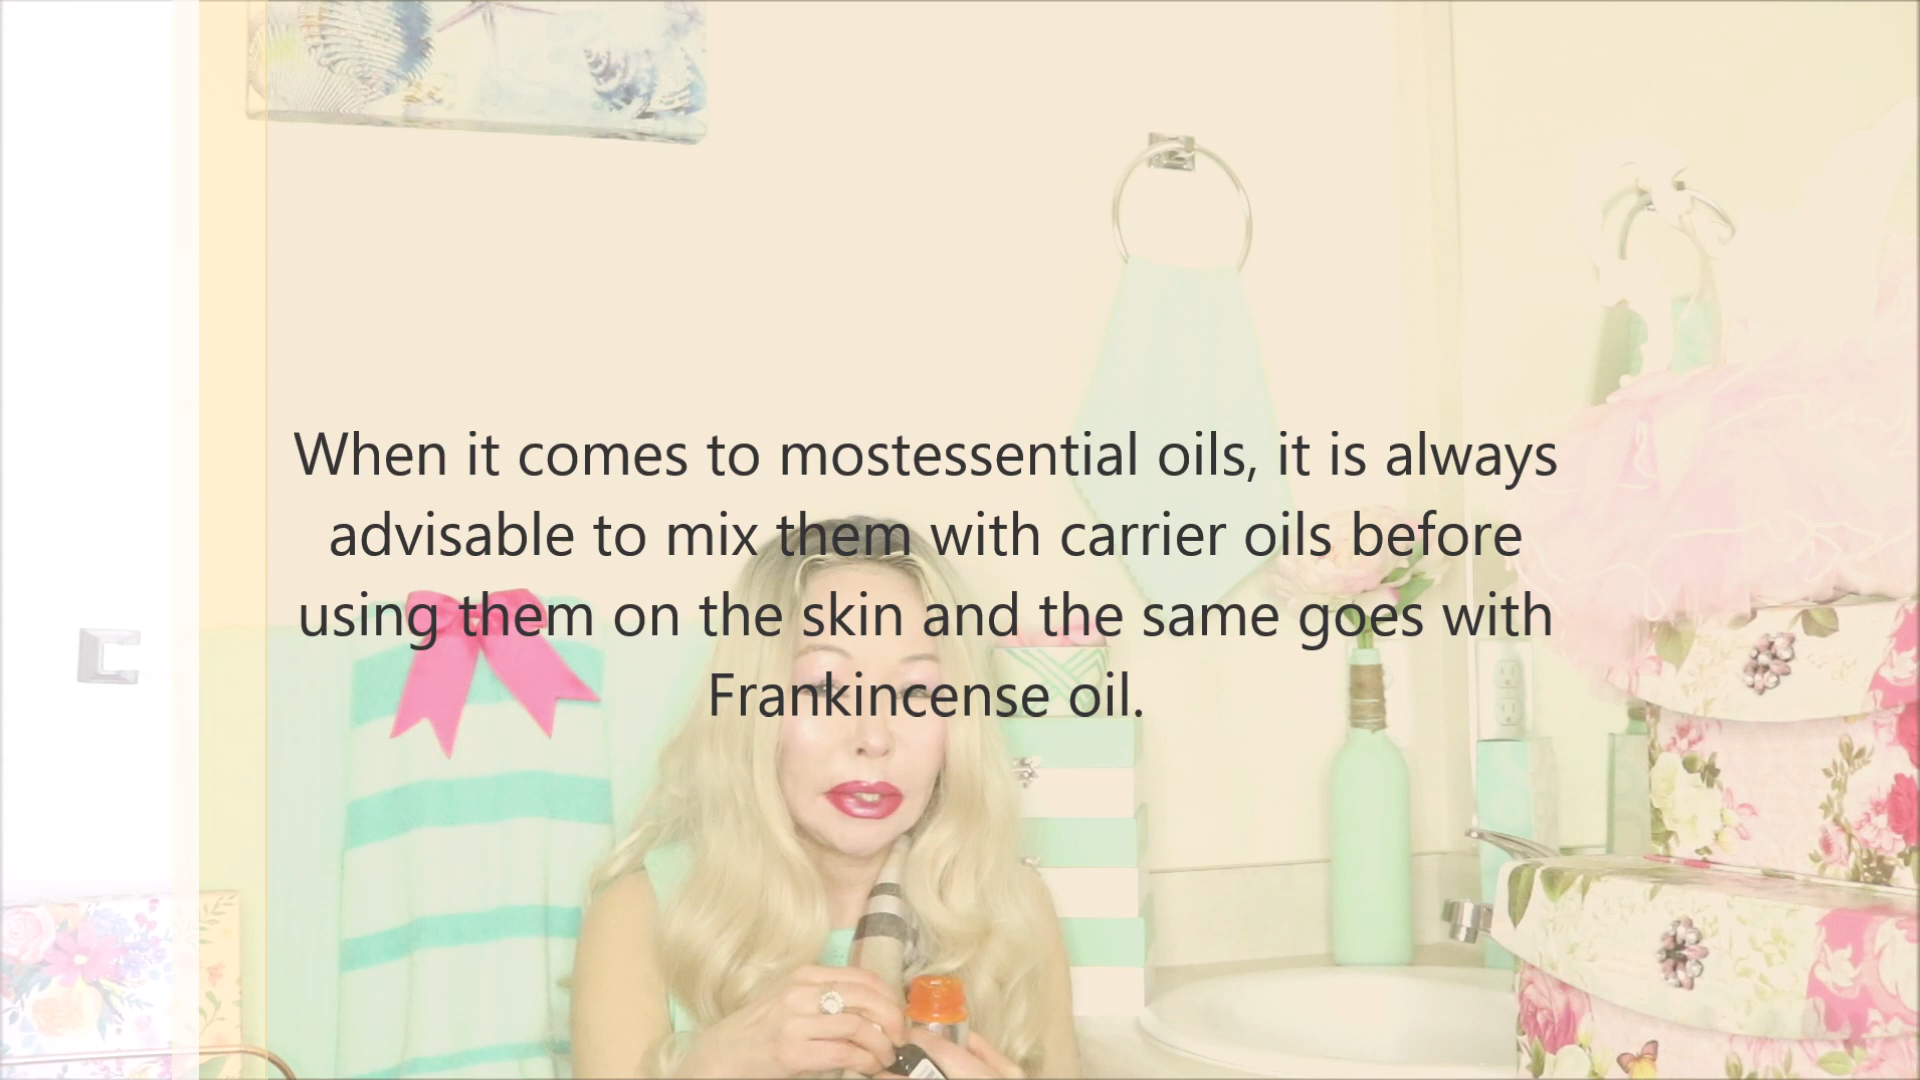 When it comes to mostessential oils, it is always
advisable to mix them with carrier oils before
using them on the skin and the same goes with
Frankincense oil.